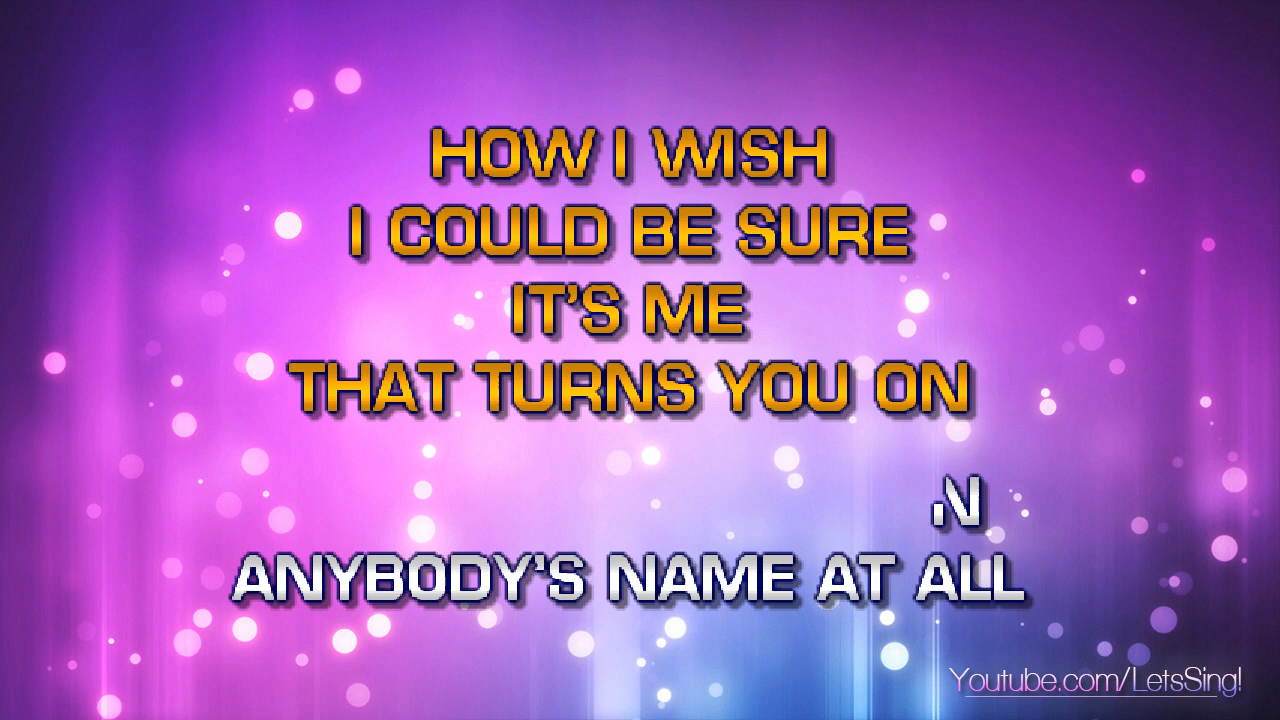 HOW I WISH
I COULD BE SURE
IT'S ME
THAT TURNS YOU ON
N
ANYBODY'S NAME AT ALL
Youtube.com/LetsSing!